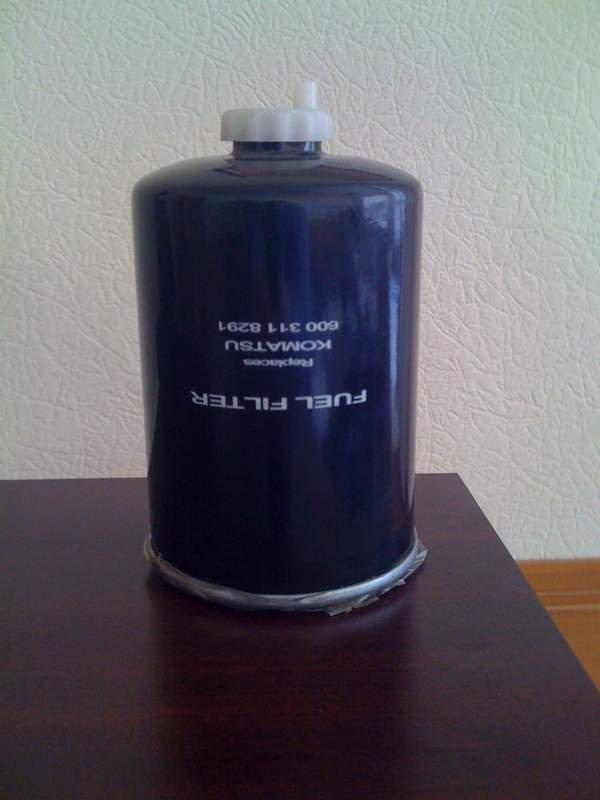 FUEL FILTER
Replaces
KOMATSU
600 311 8291